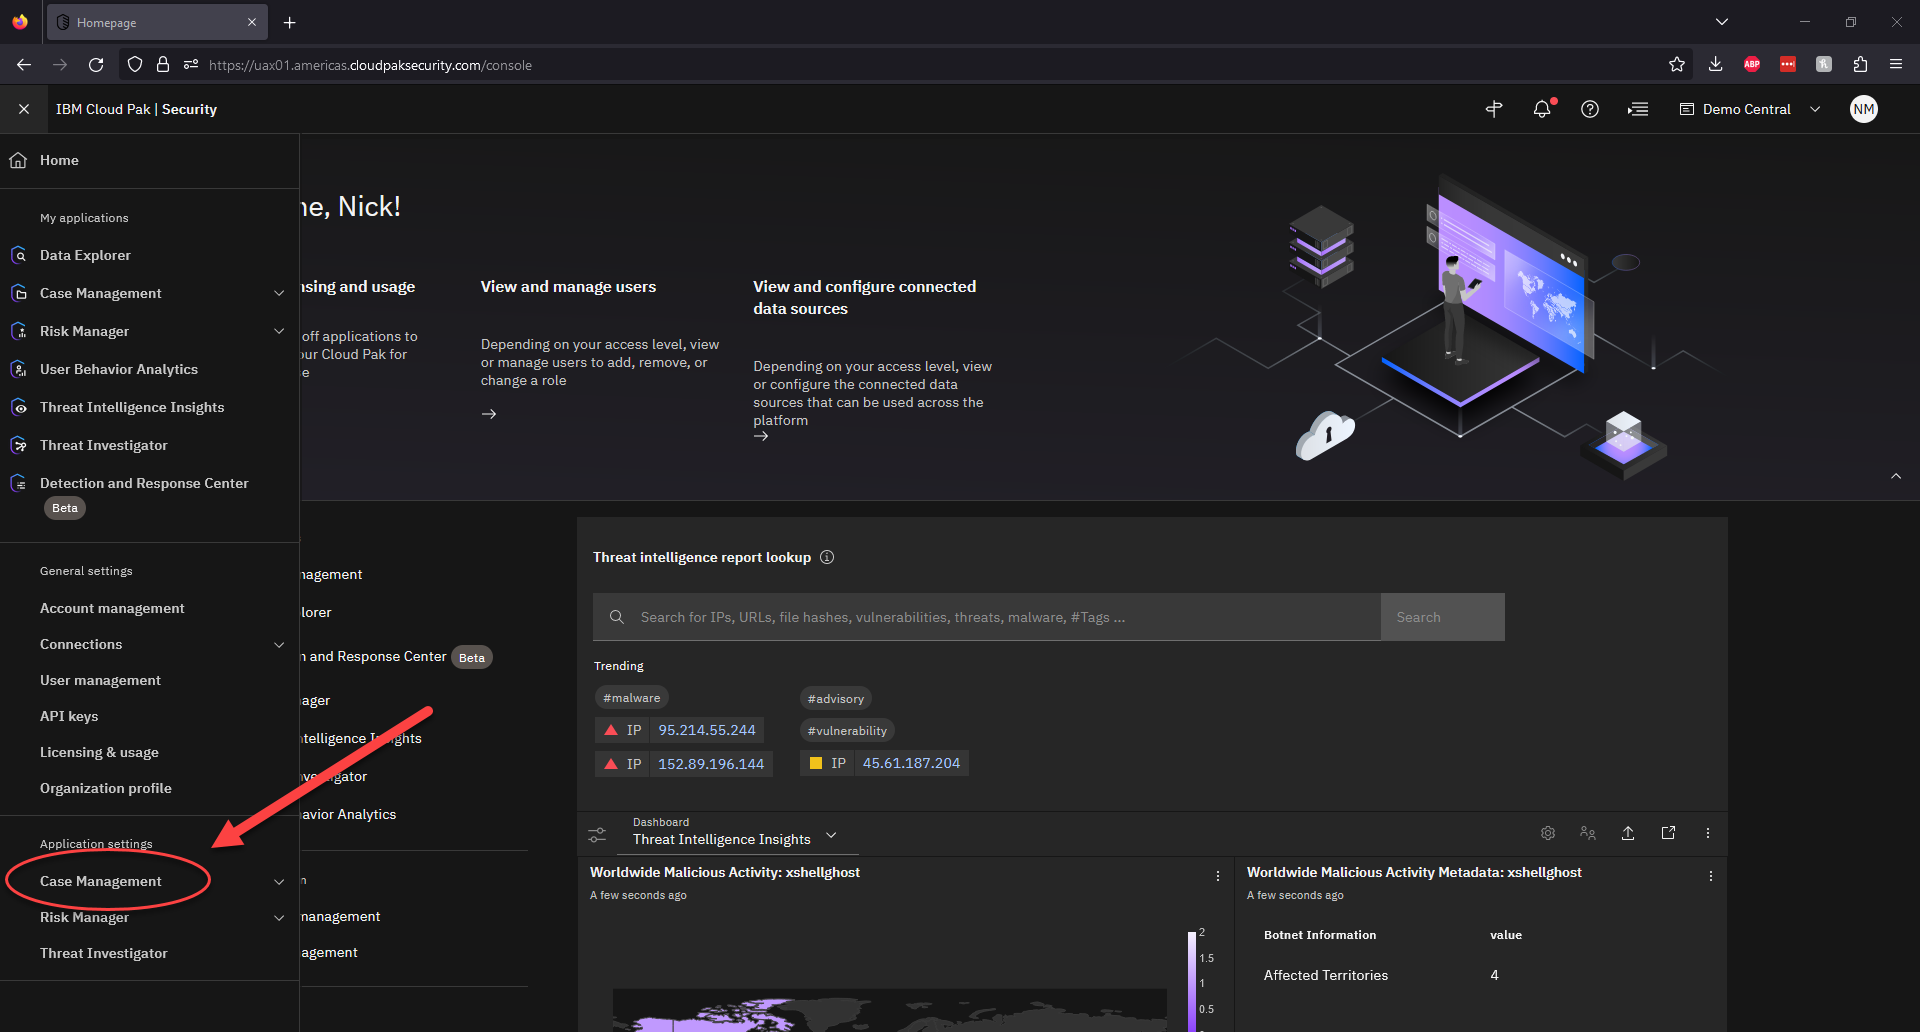 Homepage
https://uax01.americas.cloudpaksecurity.com/console
ABP
IBM Cloud Pak | Security
Demo Central
NM
Home
My applications
Data Explorer
Case Management
Risk Manager
User Behavior Analytics
Threat Intelligence Insights
Threat Investigator
Detection and Response Center
Beta
General settings
Account management
Connections
User management
API keys
Licensing & usage
Organization profile
Application settings
Case Management
Risk Manager
Threat Investigator
ne, Nick!
nsing and usage
off applications to
our Cloud Pak for
e
View and manage users
Depending on your access level, view
or manage users to add, remove, or
change a role
View and configure connected
data sources
Depending on your access level, view
or configure the connected data
sources that can be used across the
platform
nagement
lorer
n and Response Center Beta
ager
ntelligence Insights
nvestigator
avior Analytics
n
management
agement
Threat intelligence report lookup
Search for IPs, URLs, file hashes, vulnerabilities, threats, malware, #Tags ...
Search
Trending
#malware
#advisory
IP 95.214.55.244
#vulnerability
IP 152.89.196.144
IP 45.61.187.204
Dashboard
Threat Intelligence Insights
Worldwide Malicious Activity: xshellghost
A few seconds ago
2
1.5
1
0.5
Worldwide Malicious Activity Metadata: xshellghost
A few seconds ago
Botnet Information value
Affected Territories 4